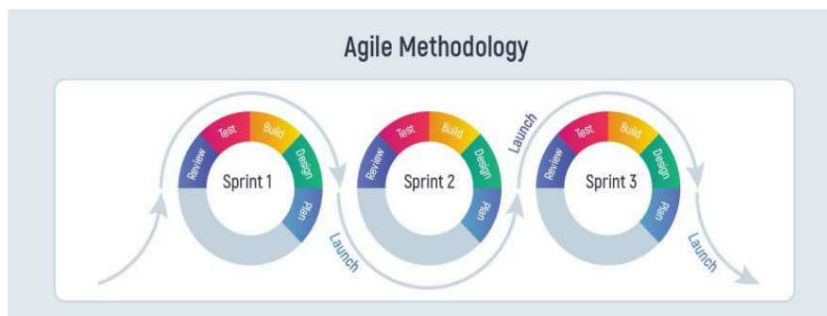 Agile Methodology
Review
Test
Build
Design
Plan
Sprint 1
Launch
Review
Test
Build
Design
Plan
Sprint 2
Launch
Review
Test
Build
Design
Plan
Sprint 3
Launch